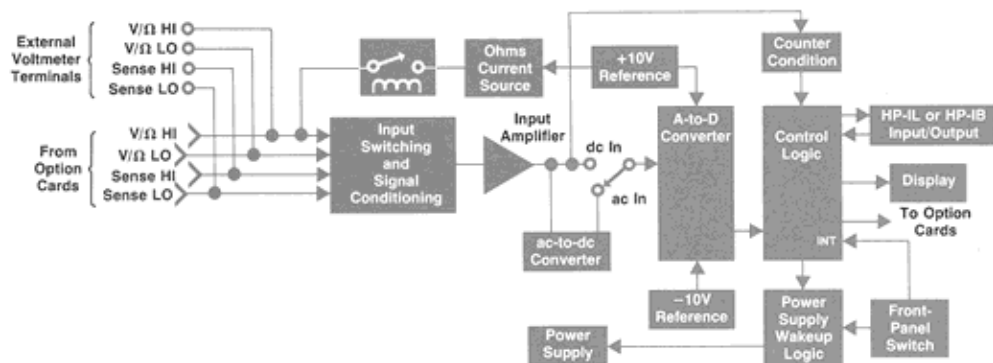 External
Voltmeter
Terminals
V/Ω HI
V/Ω LO
Sense HI
Sense LO
From
Option
Cards
V/Ω HI
V/Ω LO
Sense HI
Sense LO
Ohms
Current
Source
+10V
Reference
Counter
Condition
Input
Switching
and
Signal
Conditioning
Input
Amplifier
dc In
ac In
ac-to-dc
Converter
A-to-D
Converter
−10V
Reference
Control
Logic
INT
HP-IL or HP-IB
Input/Output
Display
To Option
Cards
Power
Supply
Power
Supply
Wakeup
Logic
Front-
Panel
Switch